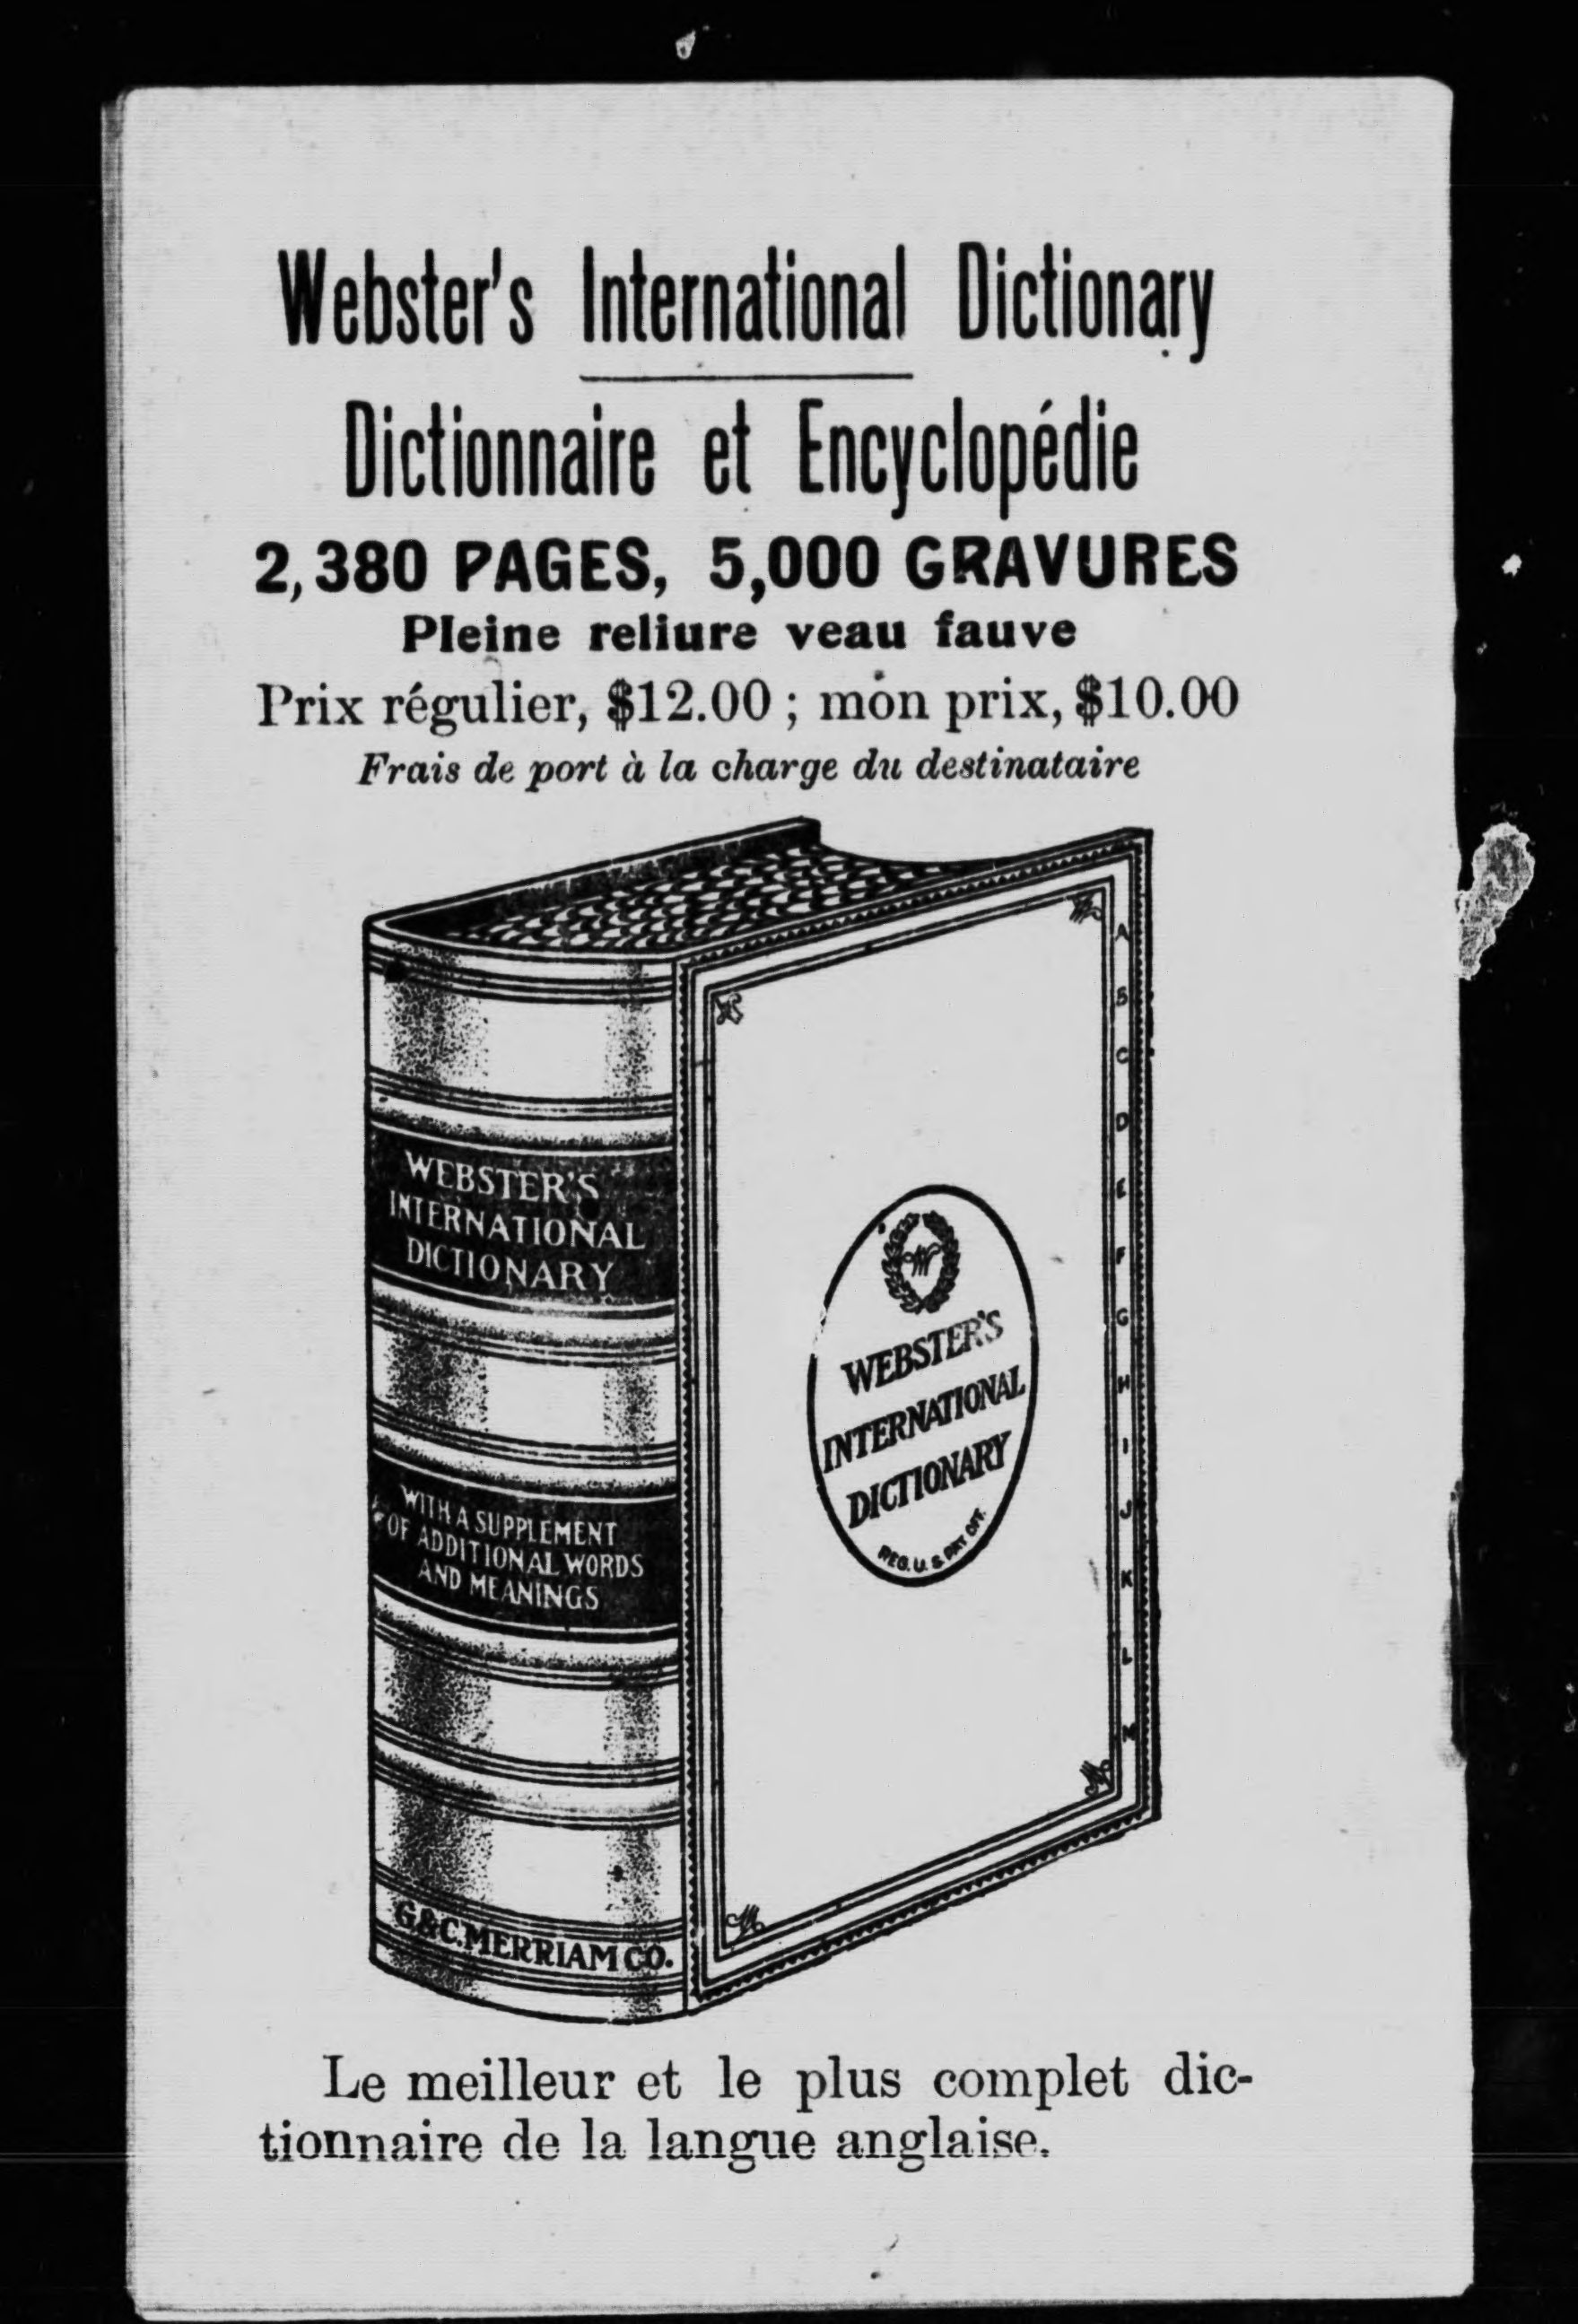 Webster's International Dictionary
Dictionnaire et Encyclopédie
2,380 PAGES, 5,000 GRAVURES
Pleine reliure veau fauve
Prix régulier, $12.00 ; mon prix, $10.00
Frais de port à la charge du destinataire
WEBSTER'S
INTERNATIONAL
DICTIONARY
WITH A SUPPLEMENT
OF ADDITIONAL WORDS
AND MEANINGS
G&C. MERRIAM CO.
W
WEBSTER'S
INTERNATIONAL
DICTIONARY
REG. U. S. PAT. OFF.
A
B
C
D
E
F
G
H
I
J
K
L
M
Le meilleur et le plus complet dic-
tionnaire de la langue anglaise.